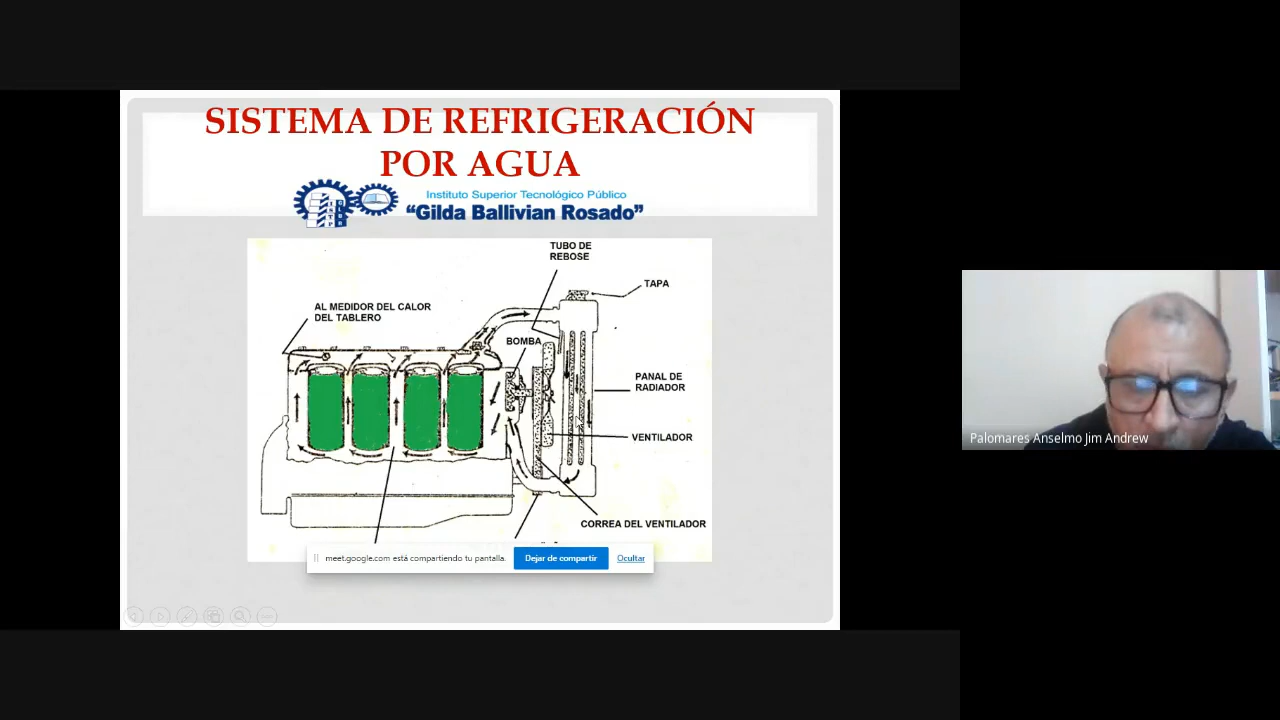 SISTEMA DE REFRIGERACIÓN
POR AGUA
Instituto Superior Tecnológico Público
“Gilda Ballivian Rosado”
TUBO DE
REBOSE
TAPA
AL MEDIDOR DEL CALOR
DEL TABLERO
BOMBA
PANAL DE
RADIADOR
VENTILADOR
CORREA DEL VENTILADOR
meet.google.com está compartiendo tu pantalla.
Dejar de compartir
Ocultar
Palomares Anselmo Jim Andrew